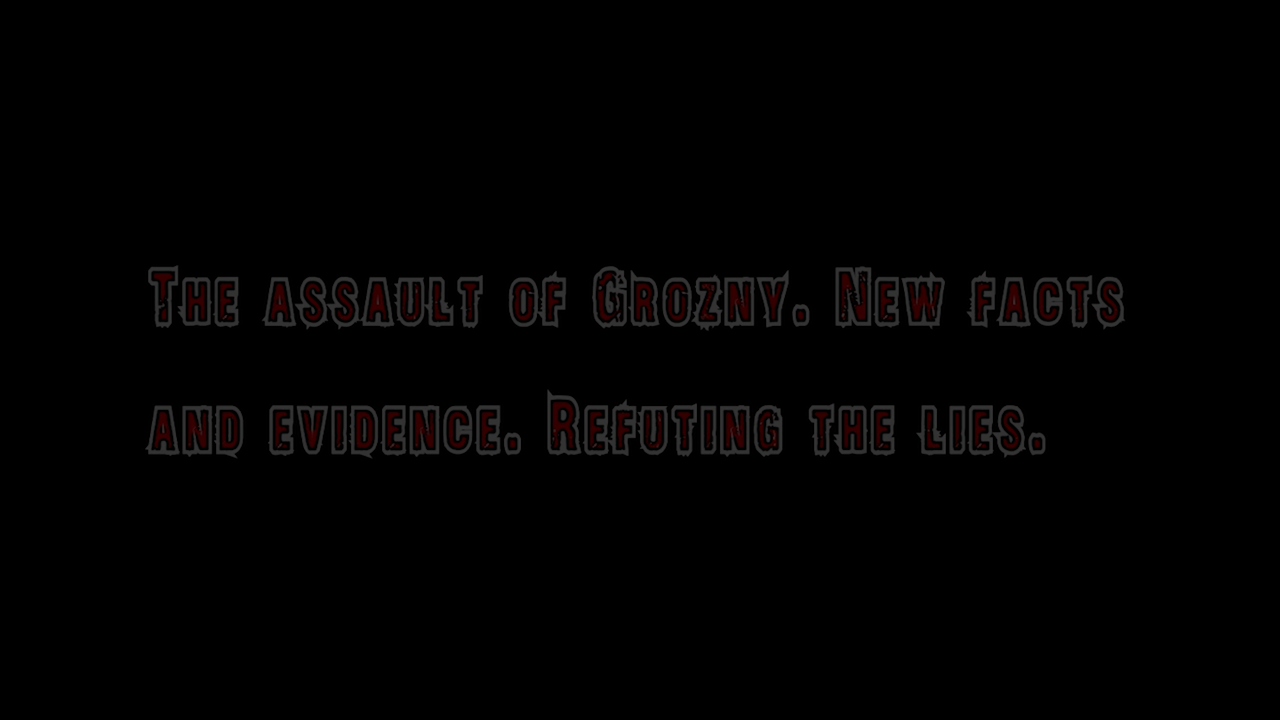 The assault of Grozny. New facts
and evidence. Refuting the lies.